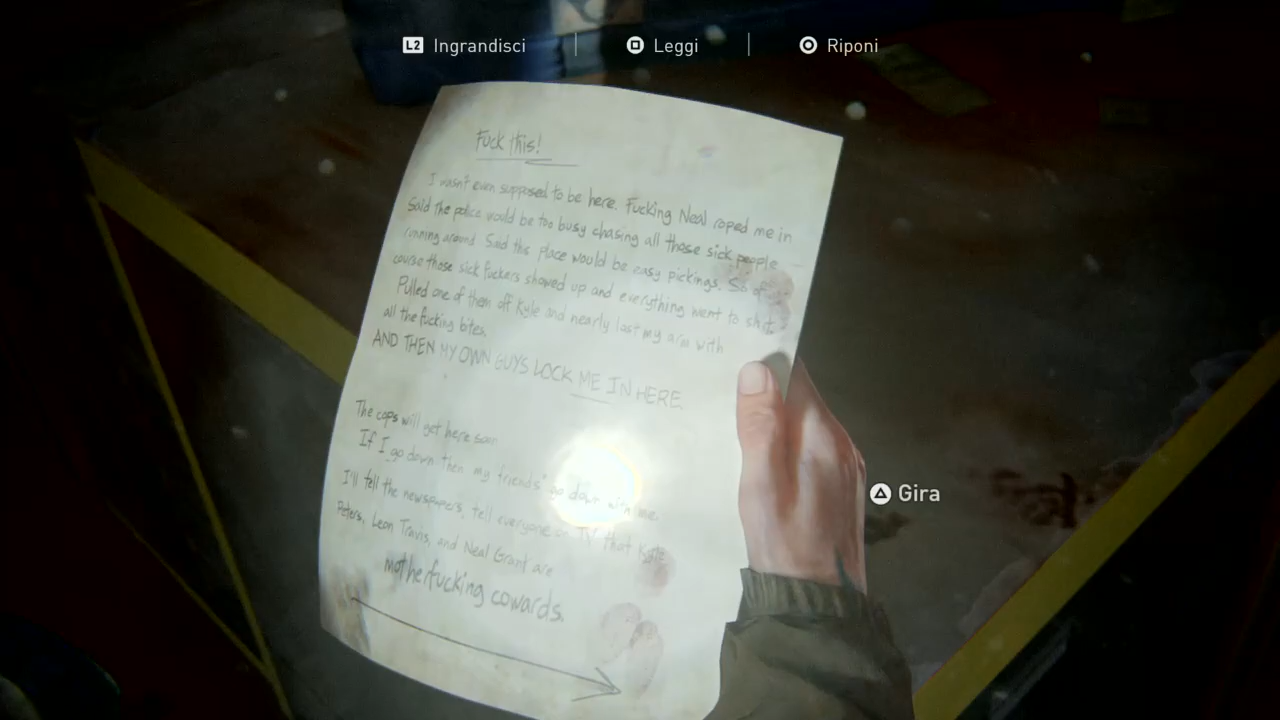 L2 Ingrandisci
Leggi
Riponi
Fuck this!
I wasn't even supposed to be here. Fucking Neal roped me in
Said the police would be too busy chasing all those sick people
running around. Said this place would be easy pickings. So of
course those sick fuckers showed up and everything went to shit.
Pulled one of them off Kyle and nearly lost my arm with
all the fucking bites.
AND THEN MY OWN GUYS LOCK ME IN HERE.
The cops will get here soon
If I go down then my "friends" go down with me.
I'll tell the newspapers, tell everyone on TV that Kyle
Peters, Leon Travis, and Neal Grant are
motherfucking cowards.
Gira